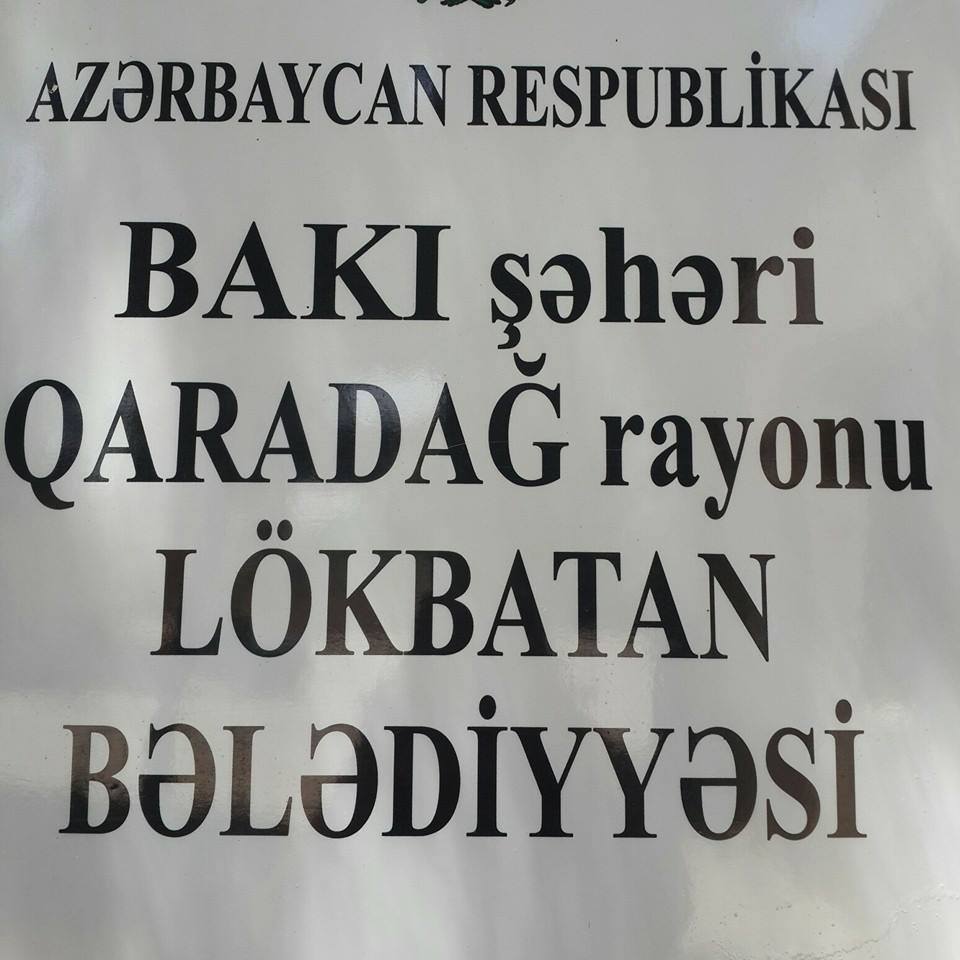 AZƏRBAYCAN RESPUBLİKASI
BAKI şəhəri
QARADAĞ rayonu
LÖKBATAN
BƏLƏDİYYƏSİ